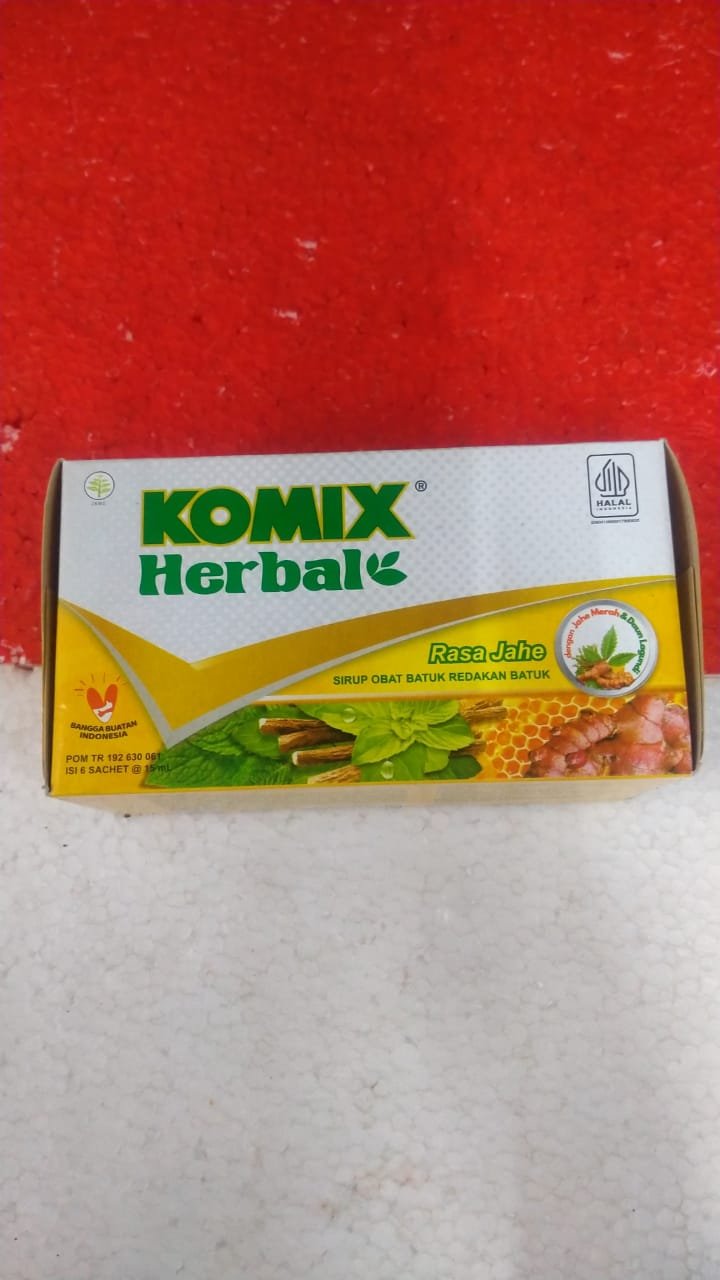 KOMIX®
Herbal
JAMU
HALAL
INDONESIA
Rasa Jahe
SIRUP OBAT BATUK REDAKAN BATUK
dengan Jahe Merah & Daun Legundi
BANGGA BUATAN
INDONESIA
POM TR 192 630 061
ISI 6 SACHET @ 15 mL